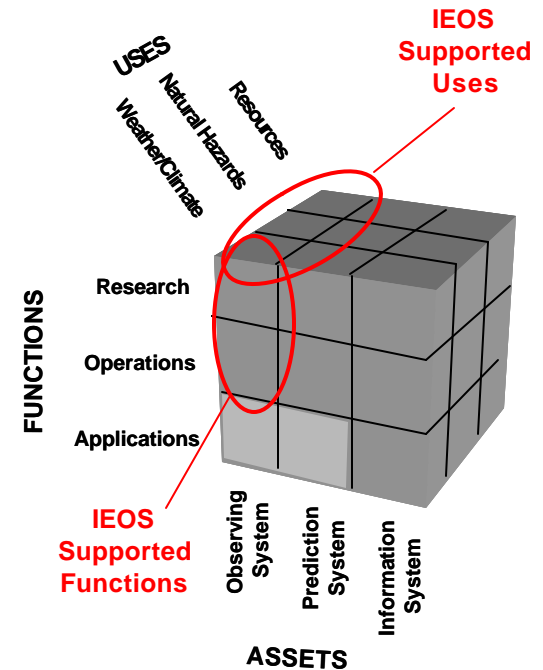 IEOS
Supported
Uses
USES
Weather/Climate
Natural Hazards
Resources
FUNCTIONS
Research
Operations
Applications
IEOS
Supported
Functions
Observing
System
Prediction
System
Information
System
ASSETS